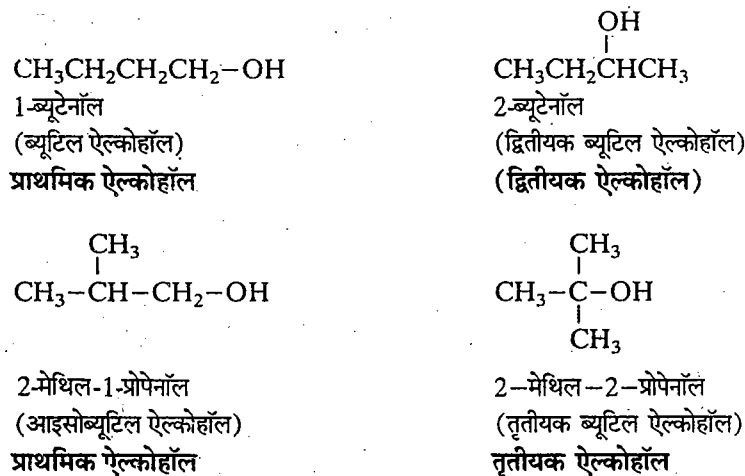 CH₃CH₂CH₂CH₂−OH
1-ब्यूटेनॉल
(ब्यूटिल ऐल्कोहॉल)
प्राथमिक ऐल्कोहॉल
OH
CH₃CH₂CHCH₃
2-ब्यूटेनॉल
(द्वितीयक ब्यूटिल ऐल्कोहॉल)
(द्वितीयक ऐल्कोहॉल)
CH₃
CH₃−CH−CH₂−OH
2-मेथिल-1-प्रोपेनॉल
(आइसोब्यूटिल ऐल्कोहॉल)
प्राथमिक ऐल्कोहॉल
CH₃
CH₃−C−OH
CH₃
2−मेथिल−2−प्रोपेनॉल
(तृतीयक ब्यूटिल ऐल्कोहॉल)
तृतीयक ऐल्कोहॉल